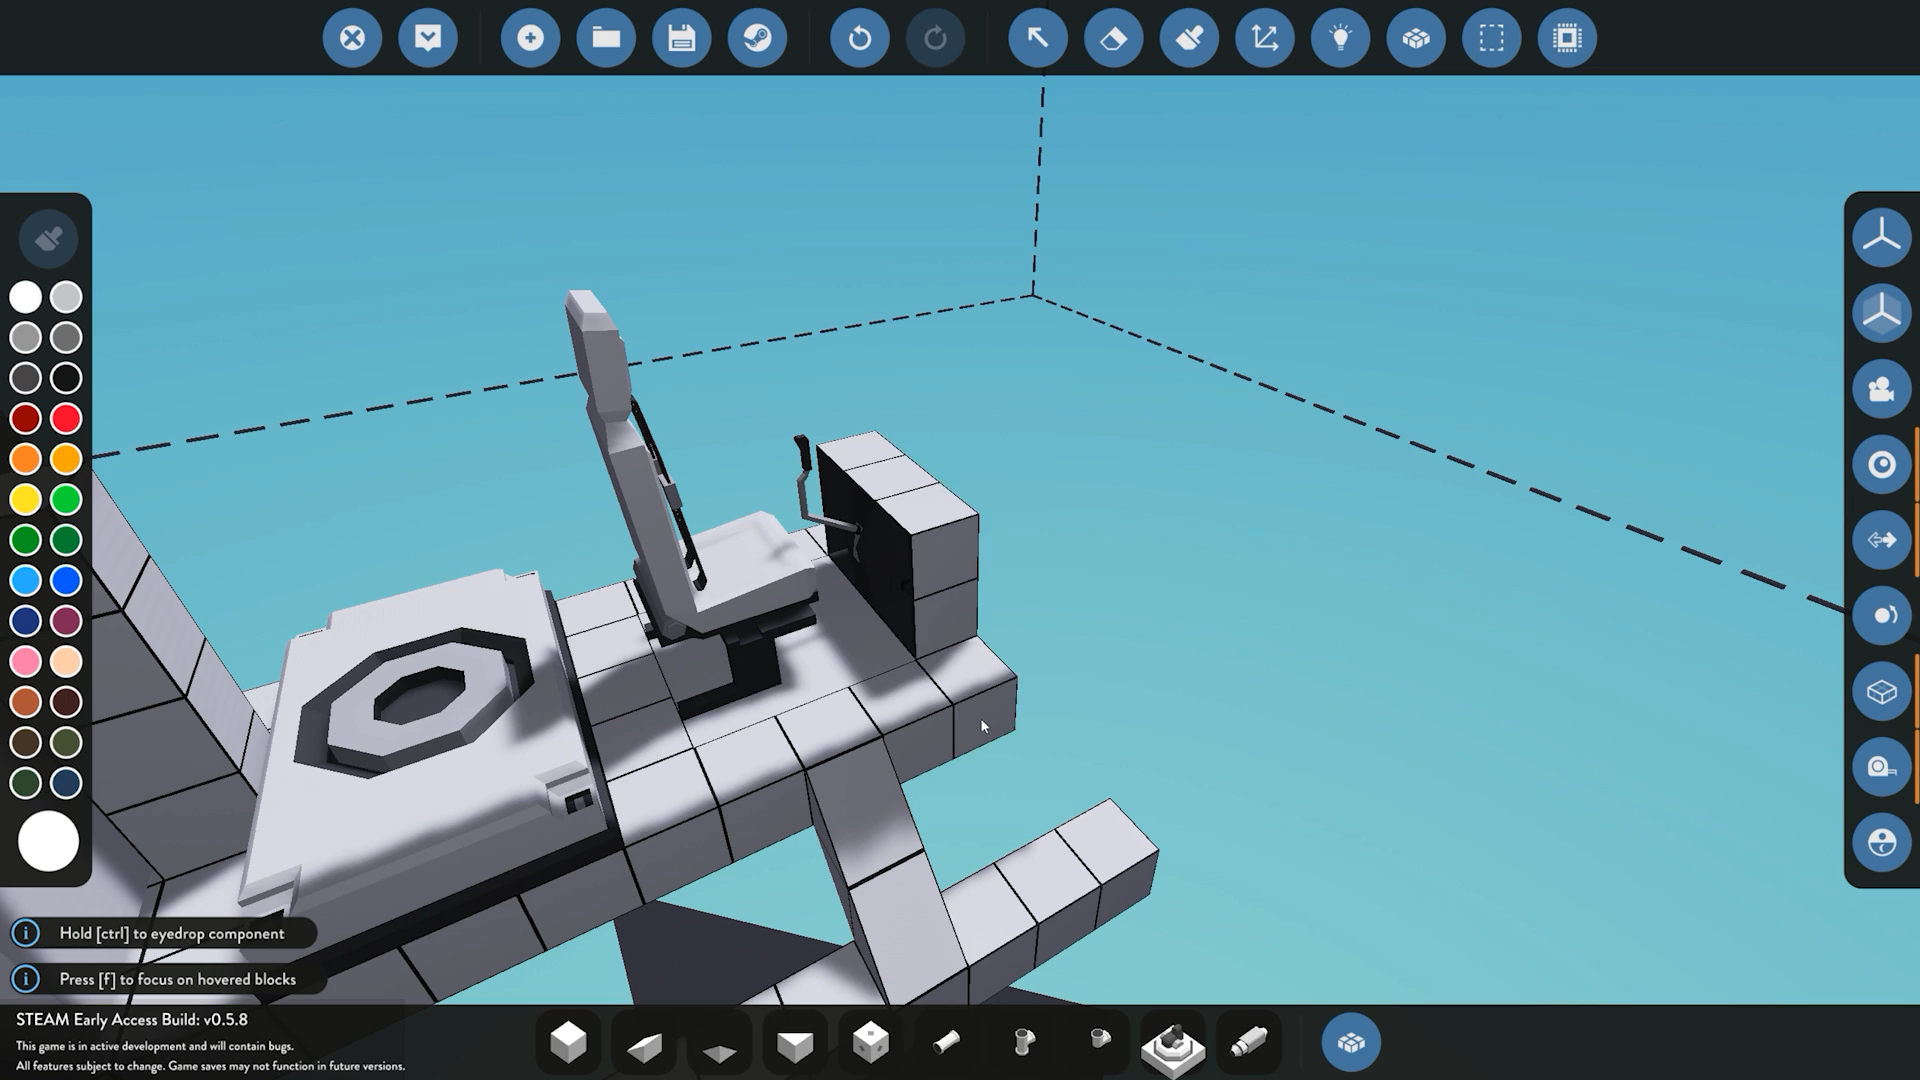 Hold [ctrl] to eyedrop component
Press [f] to focus on hovered blocks
STEAM Early Access Build: v0.5.8
This game is in active development and will contain bugs.
All features subject to change. Game saves may not function in future versions.